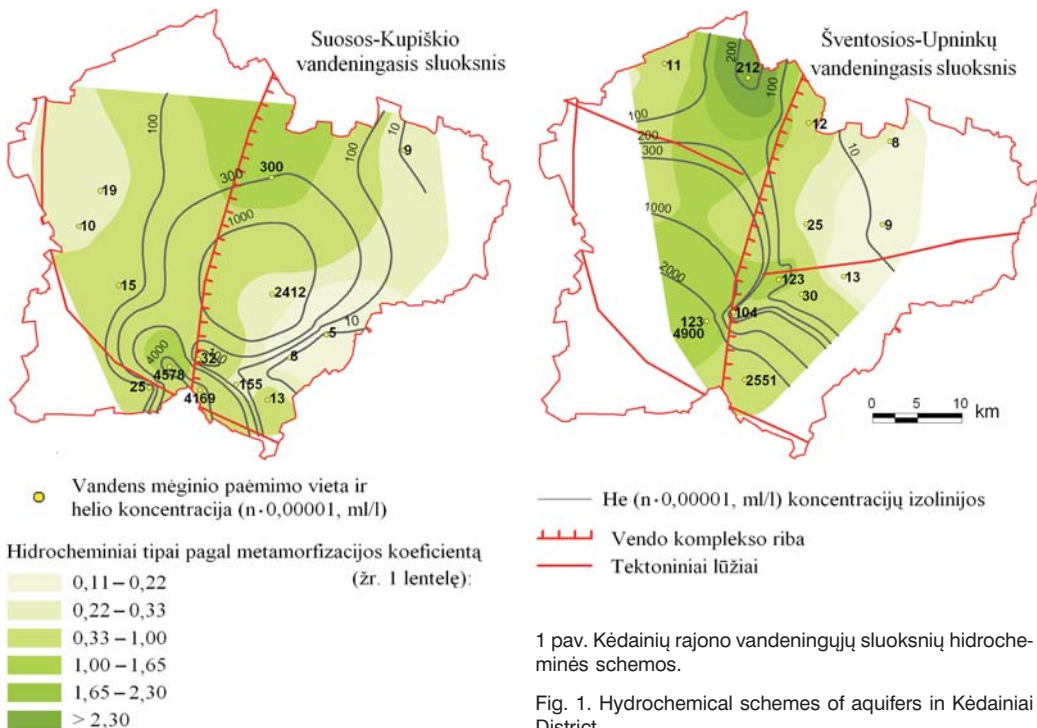 Suosos-Kupiškio
vandeningasis sluoksnis
100
10
9
300
300
100
19
10
1000
15
2412
10
5
4000
32
8
4578
25
155
4169
13
Šventosios-Upninkų
vandeningasis sluoksnis
11
200
212
100
100
12
200
8
300
10
1000
25
9
2000
123
13
30
104
123
4900
2551
0 5 10
km
Vandens mėginio paėmimo vieta ir
helio koncentracija (n·0,00001, ml/l)
Hidrocheminiai tipai pagal metamorfizacijos koeficientą
(žr. 1 lentelę):
0,11–0,22
0,22–0,33
0,33–1,00
1,00–1,65
1,65–2,30
> 2,30
He (n·0,00001, ml/l) koncentracijų izolinijos
Vendo komplekso riba
Tektoniniai lūžiai
1 pav. Kėdainių rajono vandeningųjų sluoksnių hidroche-
minės schemos.
Fig. 1. Hydrochemical schemes of aquifers in Kėdainiai
District